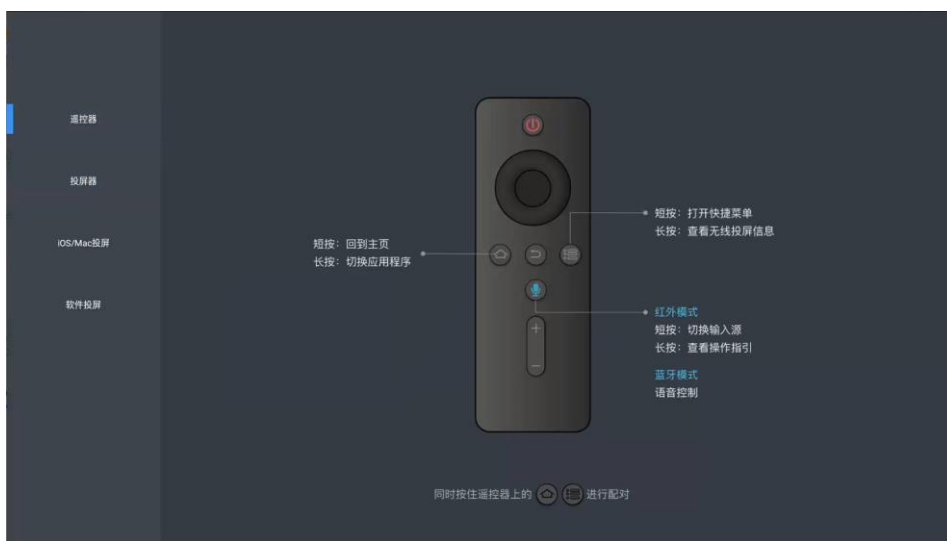 遥控器
投屏器
iOS/Mac投屏
软件投屏
短按：回到主页
长按：切换应用程序
短按：打开快捷菜单
长按：查看无线投屏信息
红外模式
短按：切换输入源
长按：查看操作指引
蓝牙模式
语音控制
同时按住遥控器上的 进行配对